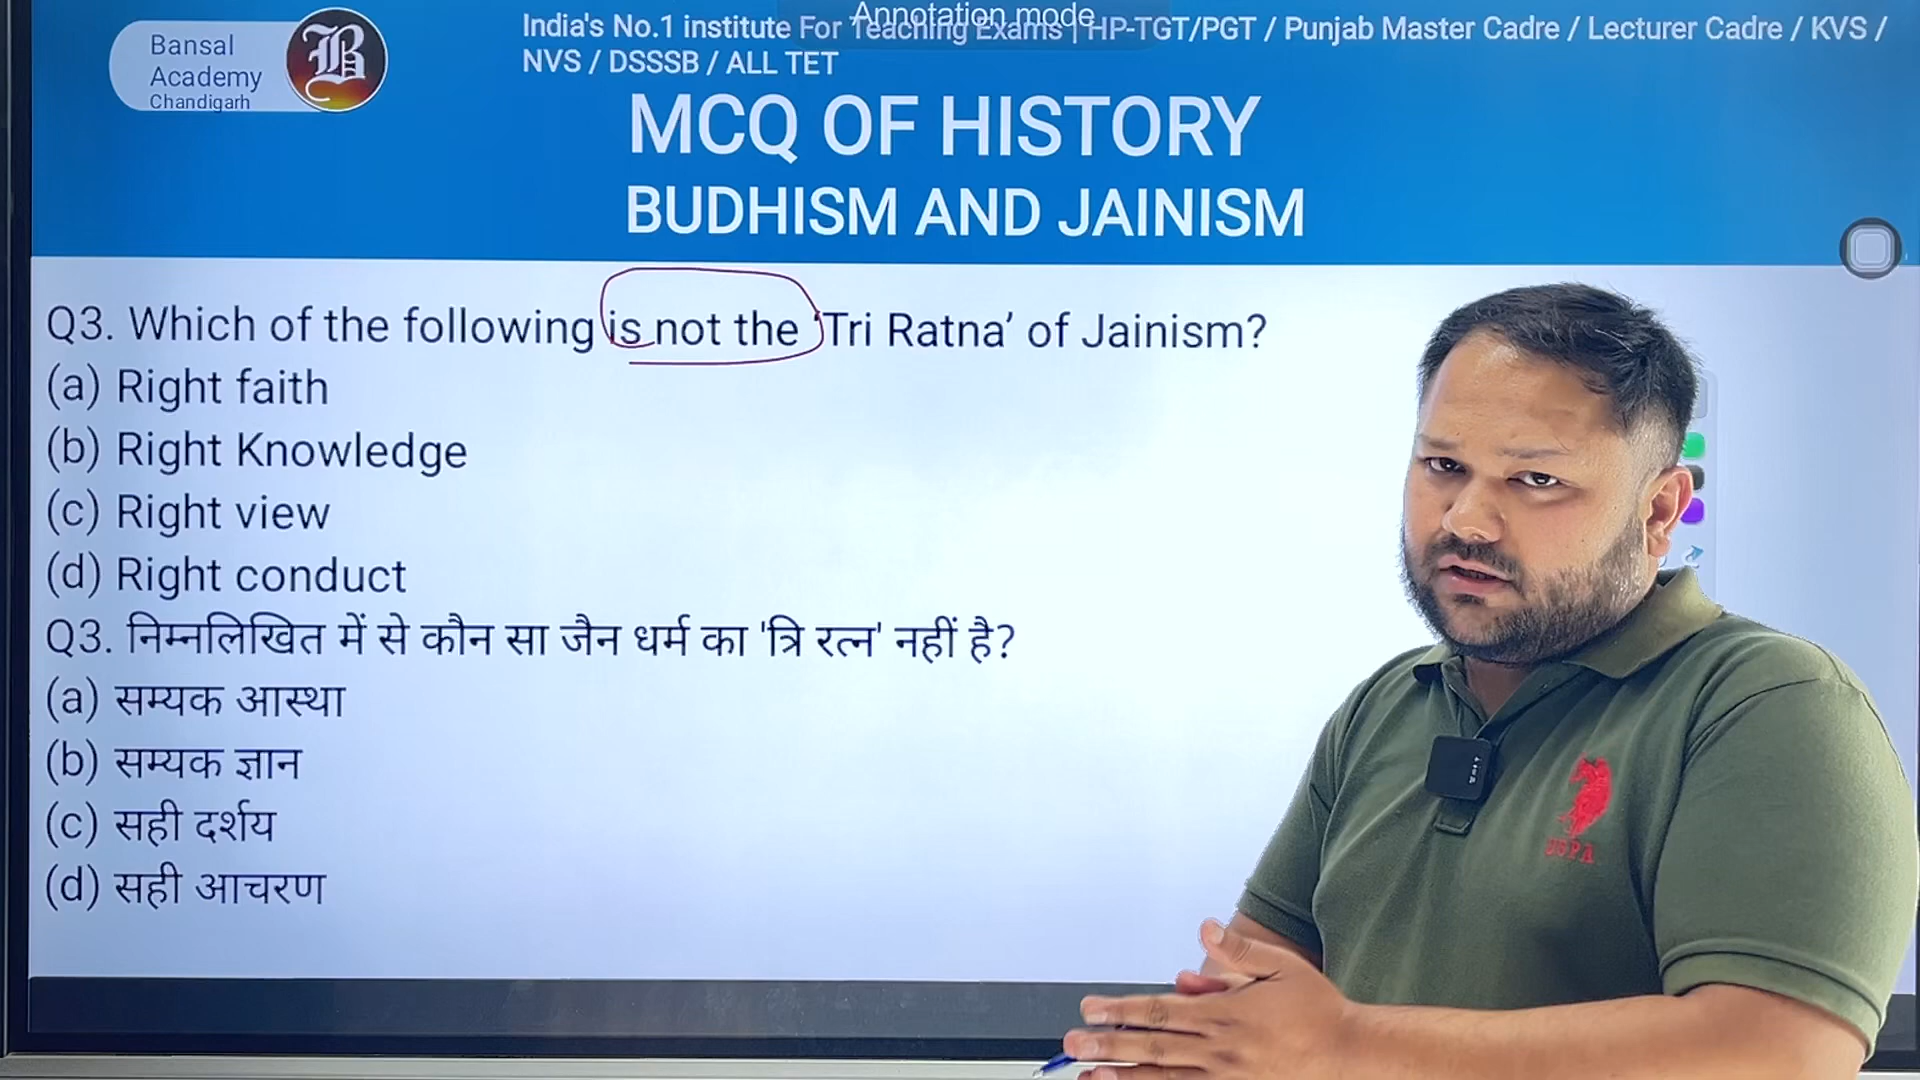 Bansal
Academy
Chandigarh
B
Annotation mode
India's No.1 institute For Teaching Exams | HP-TGT/PGT / Punjab Master Cadre / Lecturer Cadre / KVS /
NVS / DSSSB / ALL TET
MCQ OF HISTORY
BUDHISM AND JAINISM
Q3. Which of the following is not the ‘Tri Ratna’ of Jainism?
(a) Right faith
(b) Right Knowledge
(c) Right view
(d) Right conduct
Q3. निम्नलिखित में से कौन सा जैन धर्म का 'त्रि रत्न' नहीं है?
(a) सम्यक आस्था
(b) सम्यक ज्ञान
(c) सही दर्शय
(d) सही आचरण
USPA